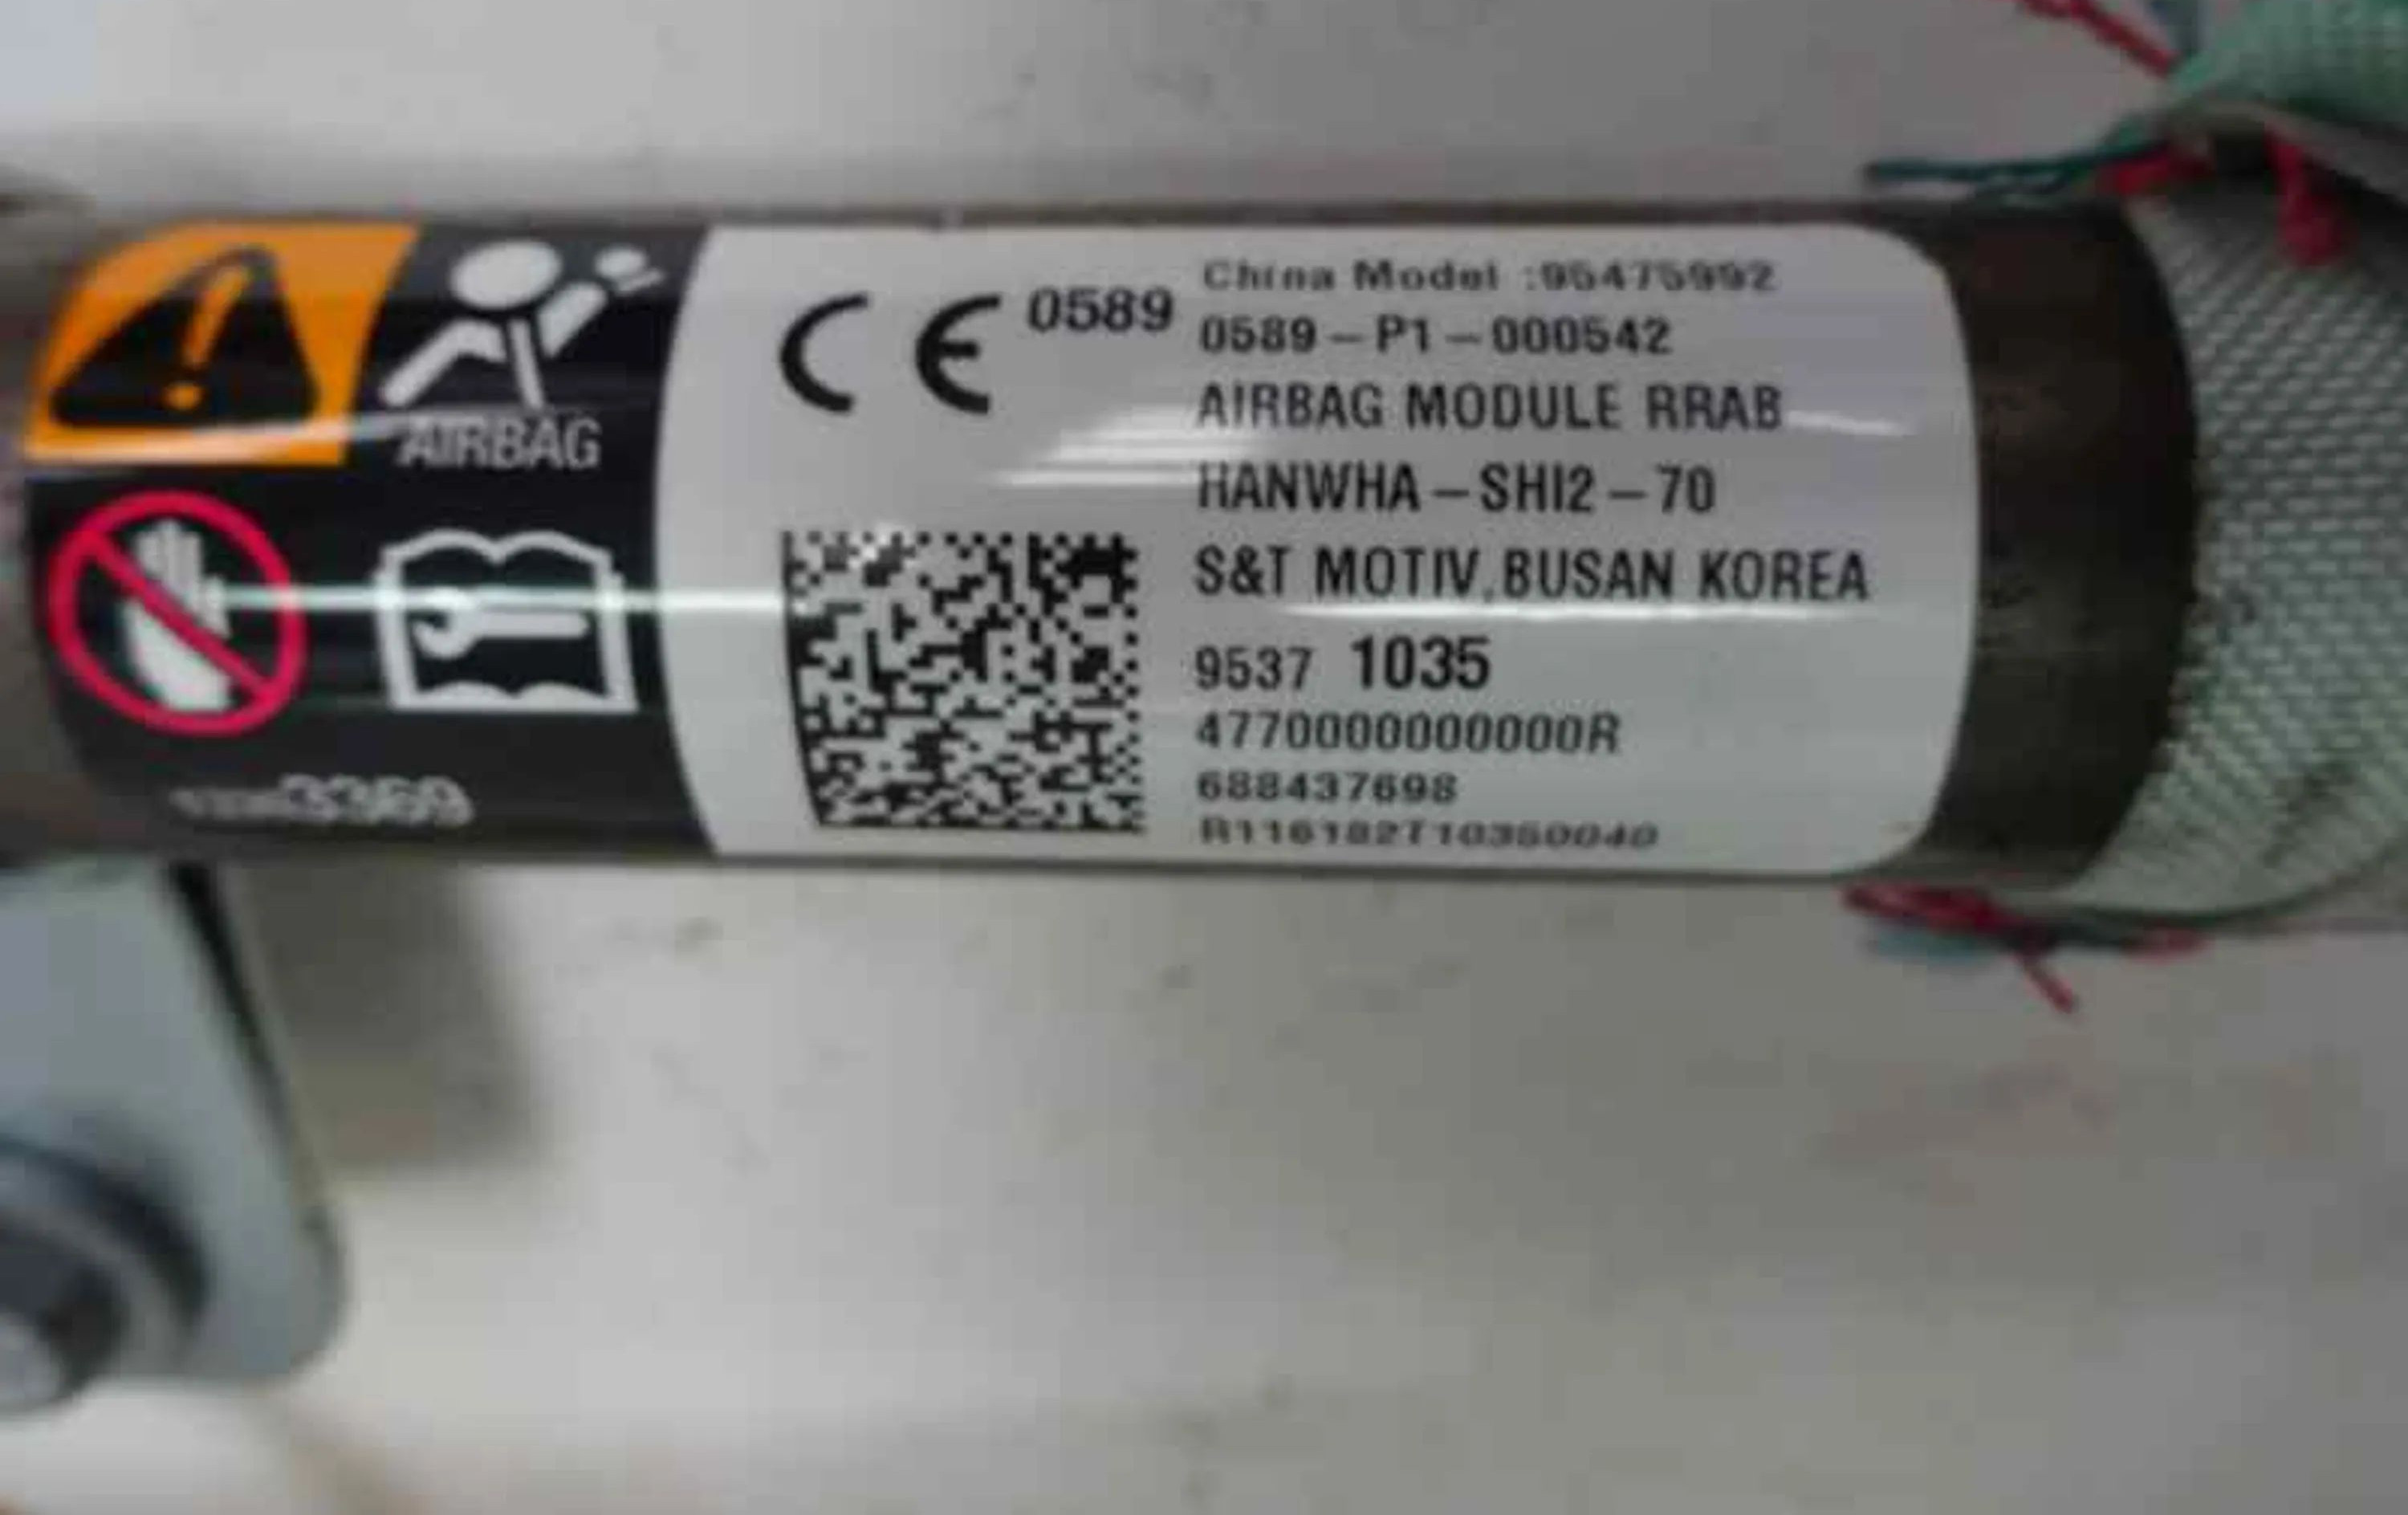 AIRBAG
CE 0589
China Model :95475992
0589-P1-000542
AIRBAG MODULE RRAB
HANWHA-SHI2-70
S&T MOTIV,BUSAN KOREA
9537 1035
4770000000000R
688437698
R116182T10350040